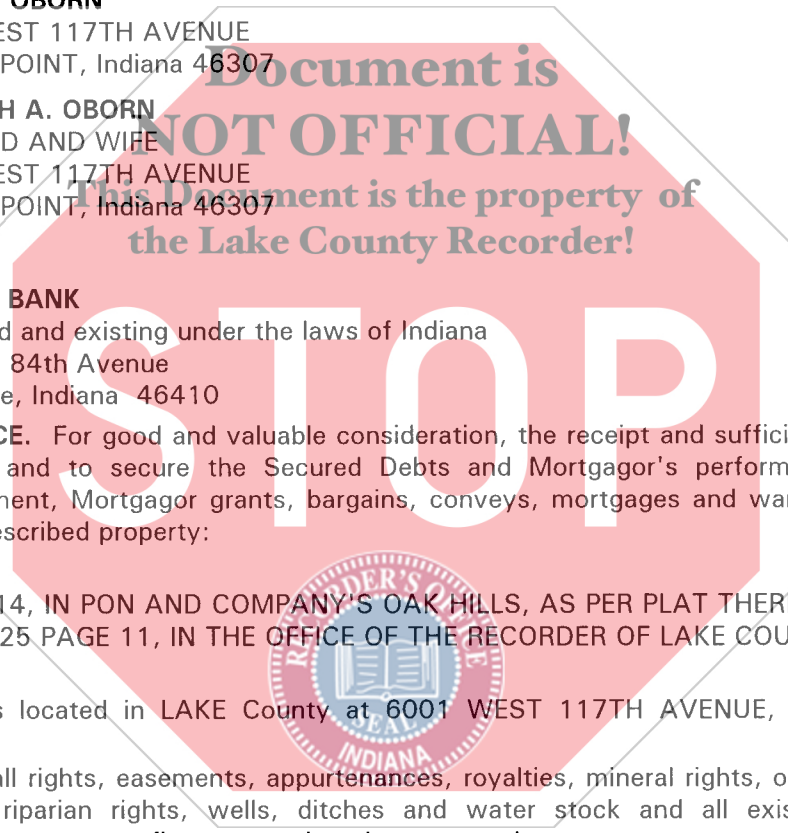 OBORN
EST 117TH AVENUE
POINT, Indiana 46307
Document is
H A. OBORN
D AND WIFE
NOT OFFICIAL!
EST 117TH AVENUE
This Document is the property of
POINT, Indiana 46307
the Lake County Recorder!
BANK
d and existing under the laws of Indiana
84th Avenue
e, Indiana 46410
STOP
CE. For good and valuable consideration, the receipt and suffici
and to secure the Secured Debts and Mortgagor's perform
ment, Mortgagor grants, bargains, conveys, mortgages and war
escribed property:
RECORDER'S OFFICE
14, IN PON AND COMPANY'S OAK HILLS, AS PER PLAT THER
25 PAGE 11, IN THE OFFICE OF THE RECORDER OF LAKE COU
s located in LAKE County at 6001 WEST 117TH AVENUE,
SEAL
INDIANA
all rights, easements, appurtenances, royalties, mineral rights, o
riparian rights, wells, ditches and water stock and all exis